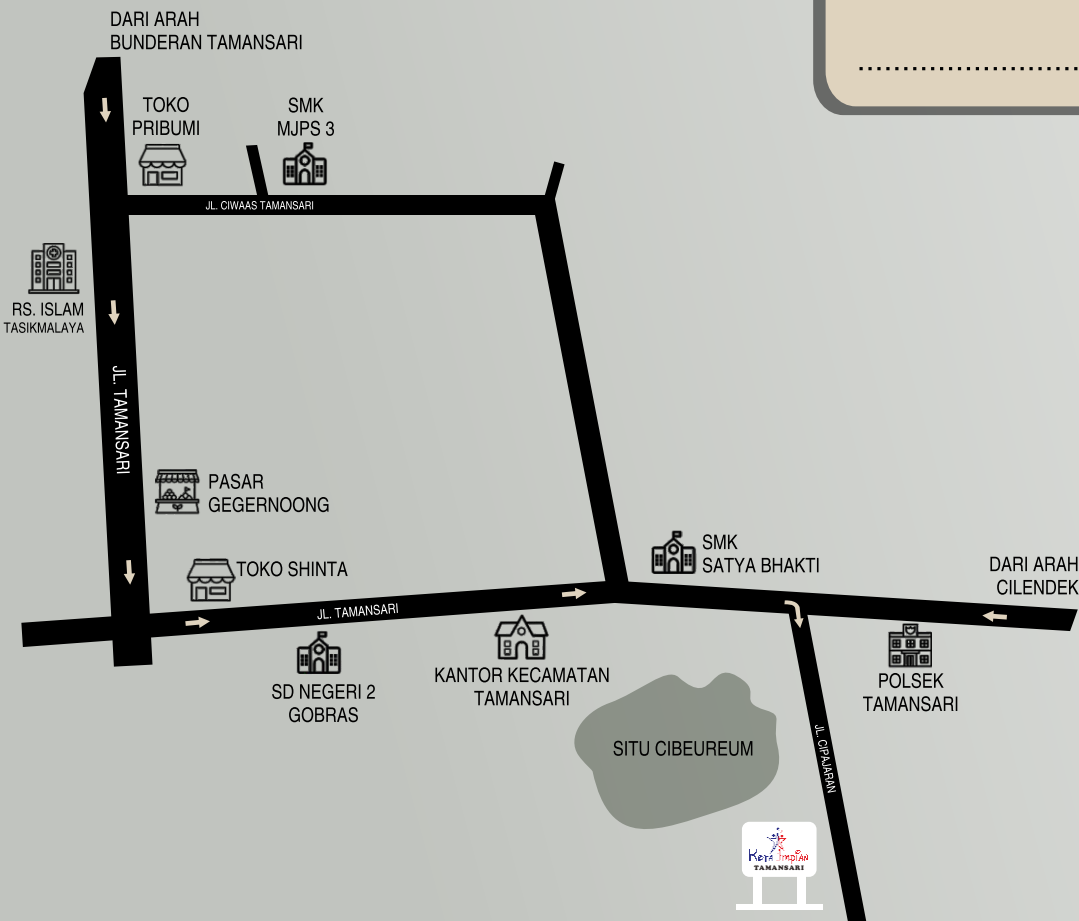 DARI ARAH
BUNDERAN TAMANSARI
TOKO
PRIBUMI
SMK
MJPS 3
JL. CIWAAS TAMANSARI
RS. ISLAM
TASIKMALAYA
JL. TAMANSARI
PASAR
GEGERNOONG
TOKO SHINTA
JL. TAMANSARI
SMK
SATYA BHAKTI
DARI ARAH
CILENDEK
SD NEGERI 2
GOBRAS
KANTOR KECAMATAN
TAMANSARI
POLSEK
TAMANSARI
SITU CIBEUREUM
JL. CIPAJARAN
Kota Impian
TAMANSARI